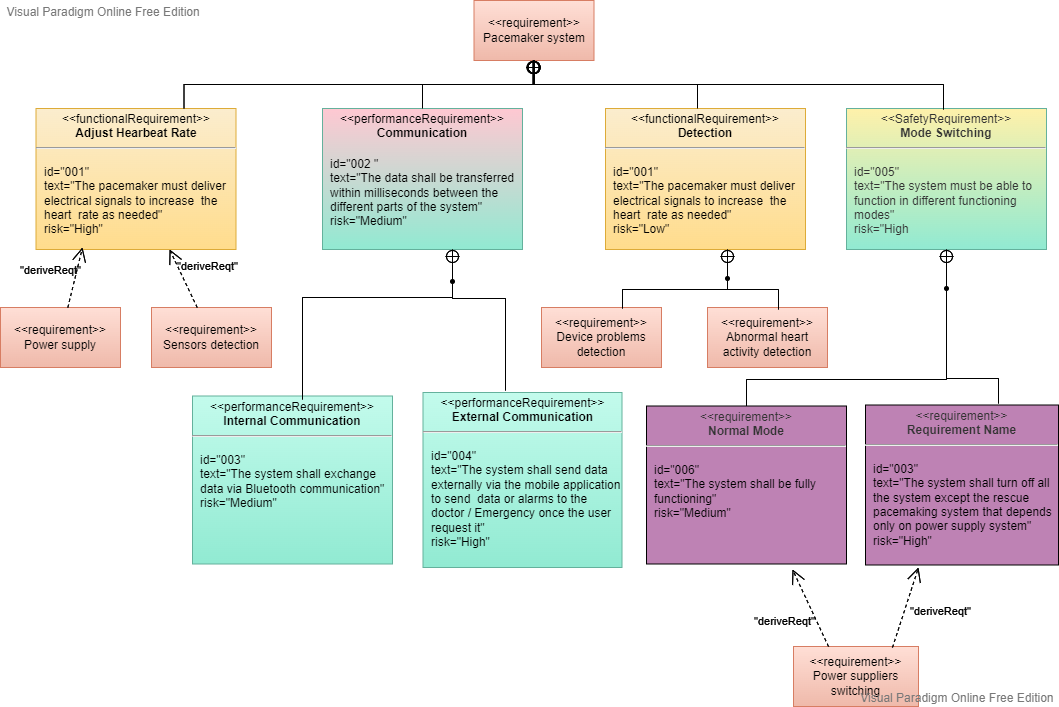 Visual Paradigm Online Free Edition
<<requirement>>
Pacemaker system
<<functionalRequirement>>
Adjust Hearbeat Rate
id="001"
text="The pacemaker must deliver
electrical signals to increase  the
heart  rate as needed"
risk="High"
<<performanceRequirement>>
Communication
id="002 "
text="The data shall be transferred
within milliseconds between the
different parts of the system"
risk="Medium"
<<functionalRequirement>>
Detection
id="001"
text="The pacemaker must deliver
electrical signals to increase  the
heart  rate as needed"
risk="Low"
<<SafetyRequirement>>
Mode Switching
id="005"
text="The system must be able to
function in different functioning
modes"
risk="High
"deriveReqt"
"deriveReqt"
<<requirement>>
Power supply
<<requirement>>
Sensors detection
<<requirement>>
Device problems
detection
<<requirement>>
Abnormal heart
activity detection
<<performanceRequirement>>
Internal Communication
id="003"
text="The system shall exchange
data via Bluetooth communication"
risk="Medium"
<<performanceRequirement>>
External Communication
id="004"
text="The system shall send data
externally via the mobile application
to send  data or alarms to the
doctor / Emergency once the user
request it"
risk="High"
<<requirement>>
Normal Mode
id="006"
text="The system shall be fully
functioning"
risk="Medium"
<<requirement>>
Requirement Name
id="003"
text="The system shall turn off all
the system except the rescue
pacemaking system that depends
only on power supply system"
risk="High"
"deriveReqt"
"deriveReqt"
<<requirement>>
Power suppliers
switching
Visual Paradigm Online Free Edition